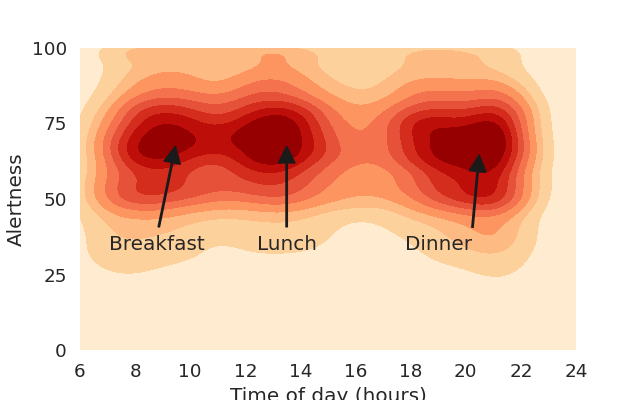 100
75
50
25
0
Alertness
Breakfast
Lunch
Dinner
6 8 10 12 14 16 18 20 22 24
Time of day (hours)